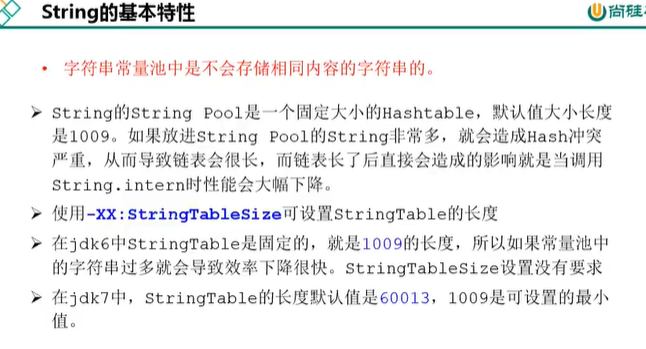 String的基本特性
尚硅
• 字符串常量池中是不会存储相同内容的字符串的。
➢ String的String Pool是一个固定大小的Hashtable，默认值大小长度
是1009。如果放进String Pool的String非常多，就会造成Hash冲突
严重，从而导致链表会很长，而链表长了后直接会造成的影响就是当调用
String.intern时性能会大幅下降。
➢ 使用-XX:StringTableSize可设置StringTable的长度
➢ 在jdk6中StringTable是固定的，就是1009的长度，所以如果常量池中
的字符串过多就会导致效率下降很快。StringTableSize设置没有要求
➢ 在jdk7中，StringTable的长度默认值是60013，1009是可设置的最小
值。